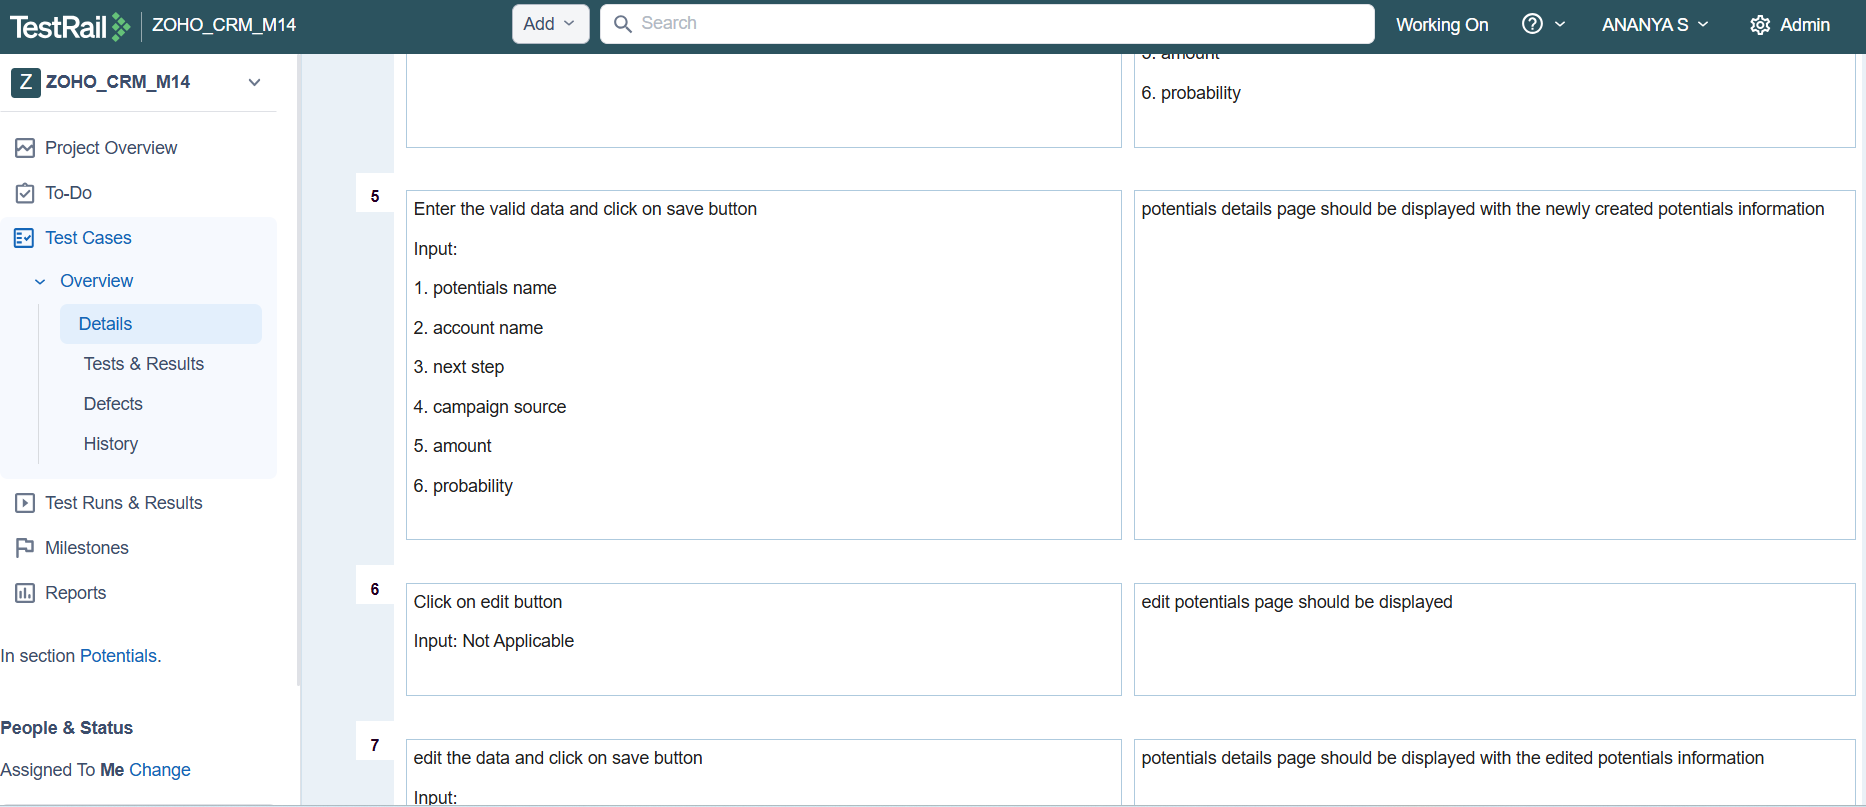 TestRail ZOHO_CRM_M14 Add Search Working On ANANYA S Admin
Z ZOHO_CRM_M14
Project Overview
To-Do
Test Cases
Overview
Details
Tests & Results
Defects
History
Test Runs & Results
Milestones
Reports
In section Potentials.
People & Status
Assigned To Me Change
5. amount
6. probability
5
Enter the valid data and click on save button
Input:
1. potentials name
2. account name
3. next step
4. campaign source
5. amount
6. probability
potentials details page should be displayed with the newly created potentials information
6
Click on edit button
Input: Not Applicable
edit potentials page should be displayed
7
edit the data and click on save button
Input:
potentials details page should be displayed with the edited potentials information